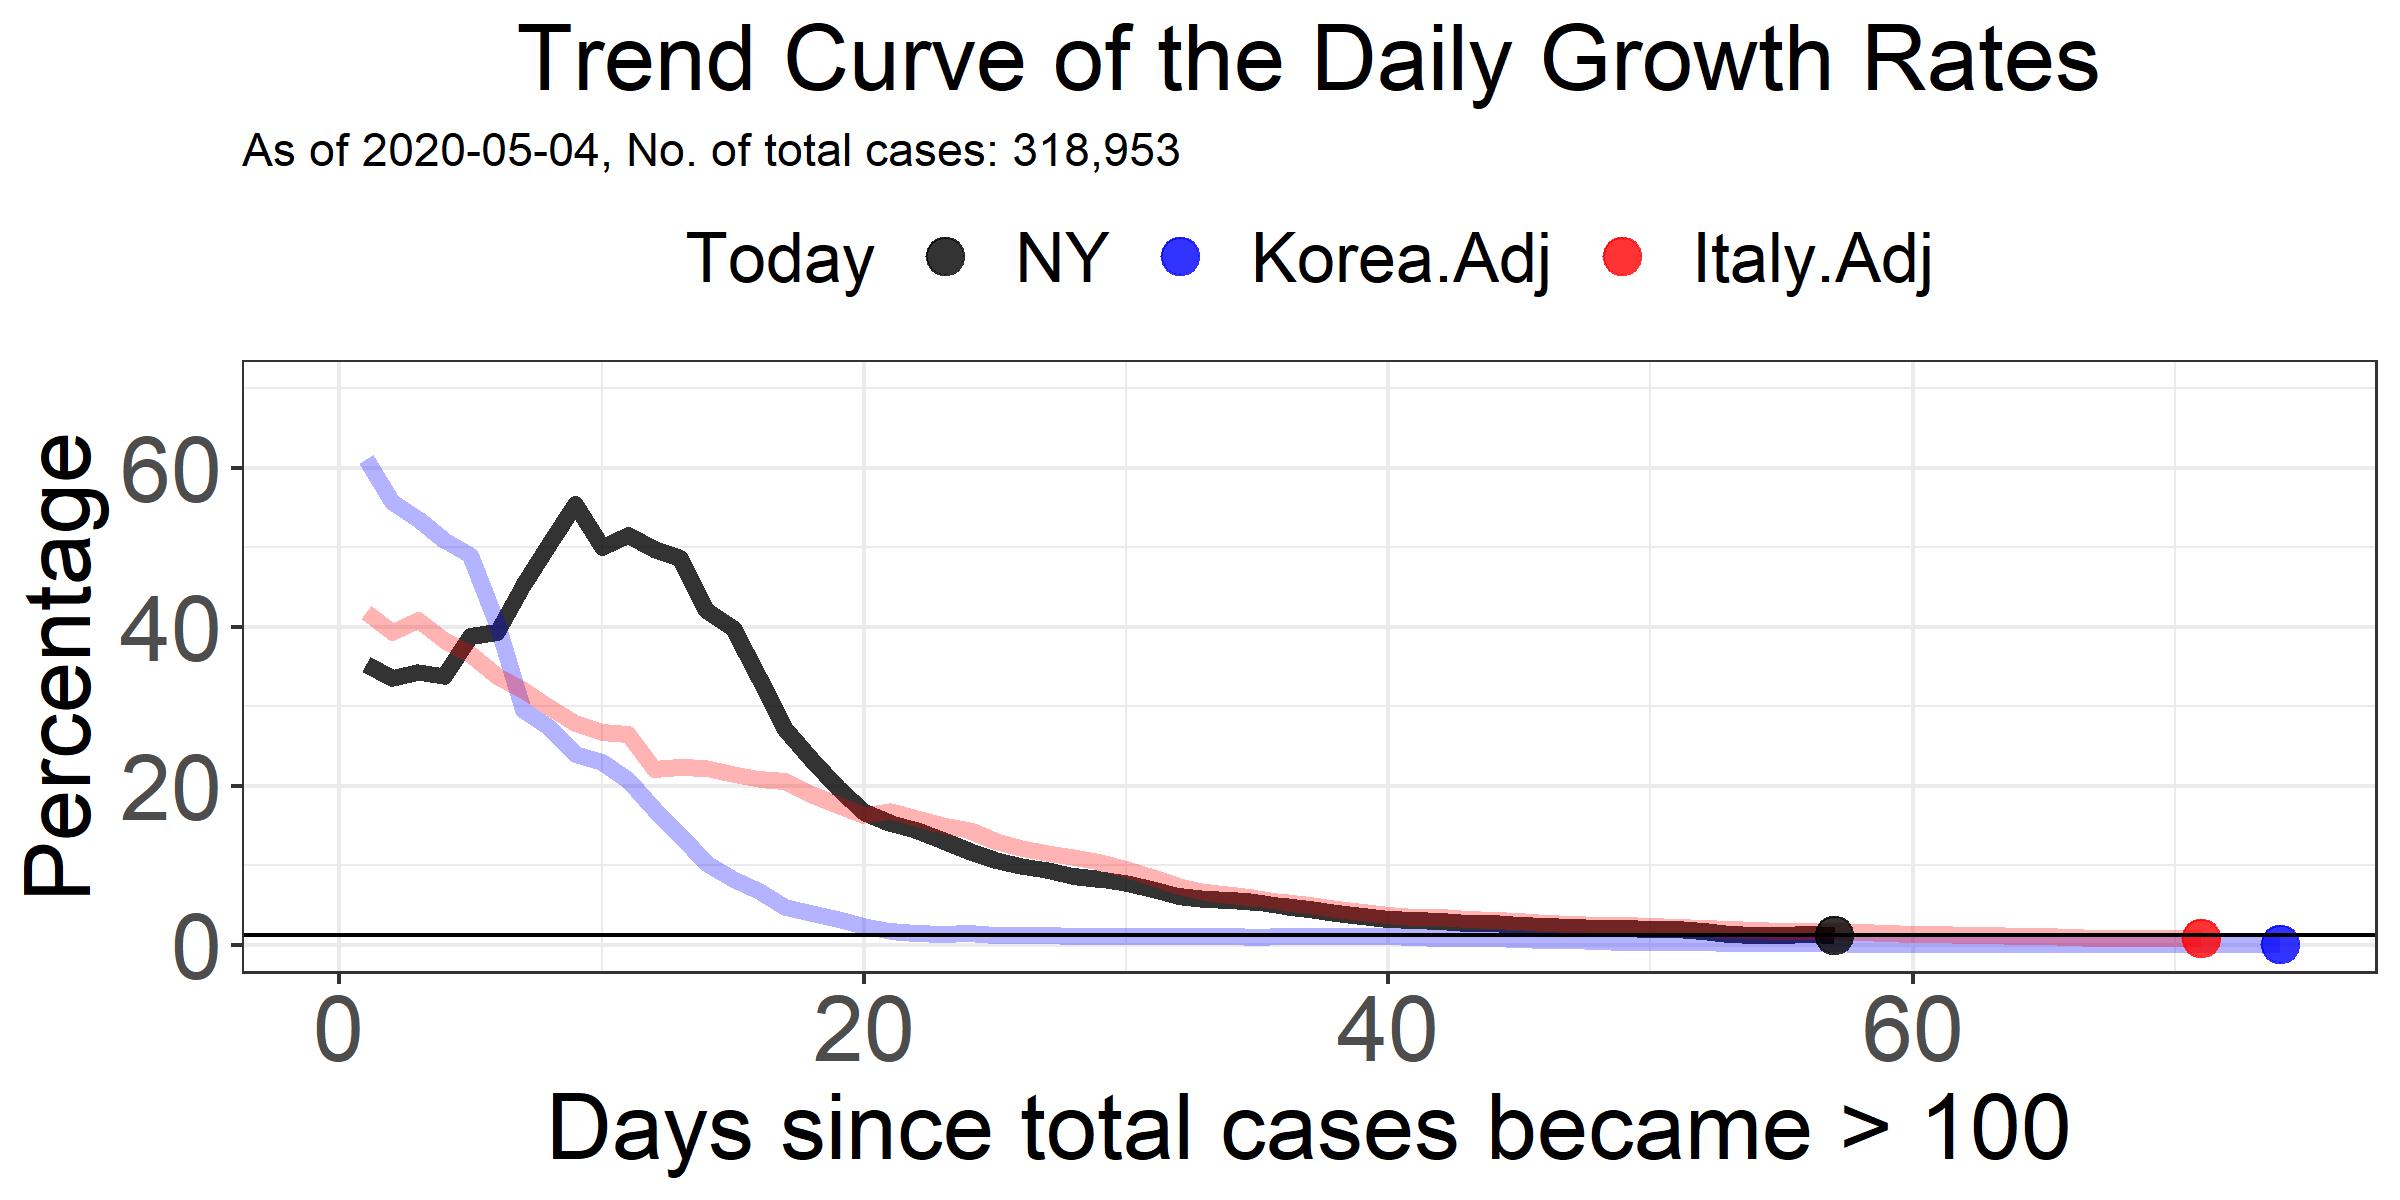 Trend Curve of the Daily Growth Rates
As of 2020-05-04, No. of total cases: 318,953
Today NY Korea.Adj Italy.Adj
Percentage
60
40
20
0
0 20 40 60
Days since total cases became > 100